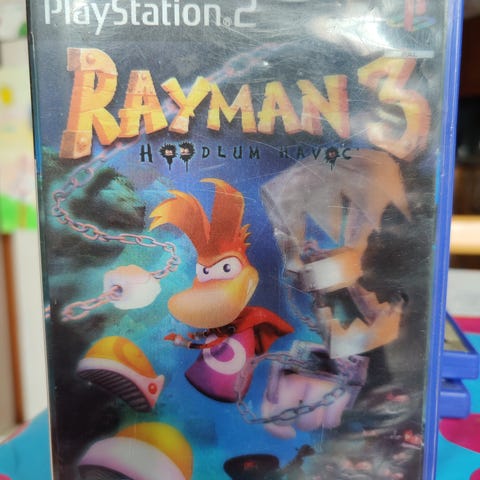 PlayStation®2
RAYMAN 3
HOODLUM HAVOC